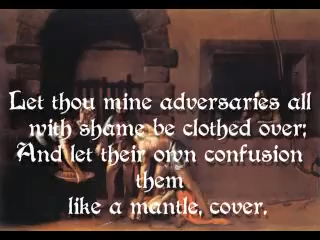 Let thou mine adversaries all
with shame be clothed over;
And let their own confusion
them
like a mantle, cover.